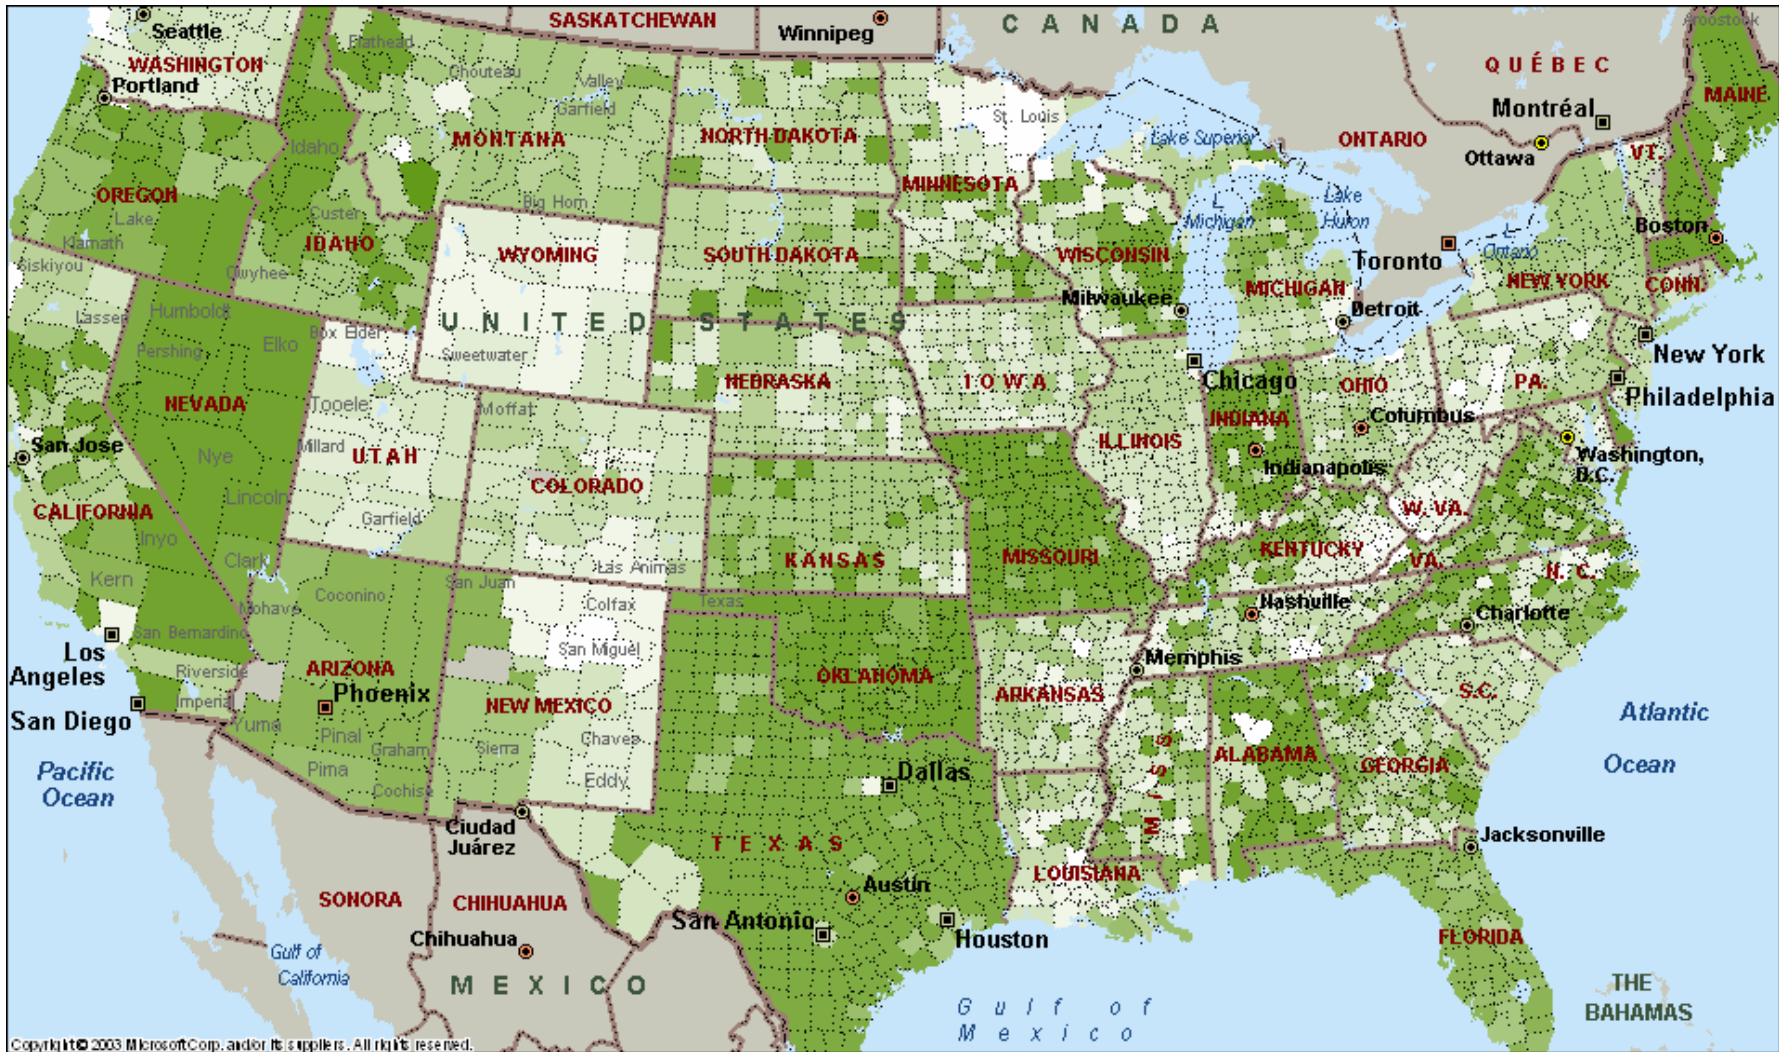 SASKATCHEWAN
Winnipeg
CANADA
Aroostook
Seattle
WASHINGTON
Portland
Flathead
Chouteau
Valley
Garfield
MONTANA
NORTH DAKOTA
St. Louis
MINNESOTA
Lake Superior
ONTARIO
QUÉBEC
Montréal
Ottawa
MAINE
VT.
Idaho
OREGON
Lake
Klamath
Custer
IDAHO
Owyhee
Big Horn
WYOMING
SOUTH DAKOTA
WISCONSIN
L
Michigan
Lake
Huron
Toronto
L
Ontario
NEW YORK
Boston
CONN.
Siskiyou
Lassen
Humboldt
Pershing
Elko
Box Elder
UNITED STATES
Sweetwater
Milwaukee
MICHIGAN
Detroit
New York
Philadelphia
NEVADA
Tooele
Moffat
NEBRASKA
IOWA
Chicago
OHIO
PA.
Columbus
INDIANA
Indianapolis
ILLINOIS
Washington,
D.C.
San Jose
Nye
Millard
UTAH
Lincoln
Garfield
COLORADO
CALIFORNIA
Inyo
Kern
Clark
Las Animas
KANSAS
MISSOURI
KENTUCKY
W. VA.
VA.
N. C.
Mohave
Coconino
San Juan
Colfax
Texas
Nashville
Charlotte
San Bernardino
San Miguel
Los
Angeles
Riverside
Imperial
ARIZONA
Phoenix
OKLAHOMA
Memphis
ARKANSAS
S.C.
San Diego
Yuma
Pinal
Graham
Pima
Cochise
NEW MEXICO
Sierra
Chaves
Eddy
Dallas
MISS
ALABAMA
GEORGIA
Atlantic
Ocean
Pacific
Ocean
Ciudad
Juárez
TEXAS
LOUISIANA
Jacksonville
SONORA
CHIHUAHUA
Austin
San Antonio
Houston
FLORIDA
Chihuahua
Gulf of
California
MEXICO
Gulf of
Mexico
THE
BAHAMAS
Copyright © 2003 Microsoft Corp. and/or its suppliers. All rights reserved.